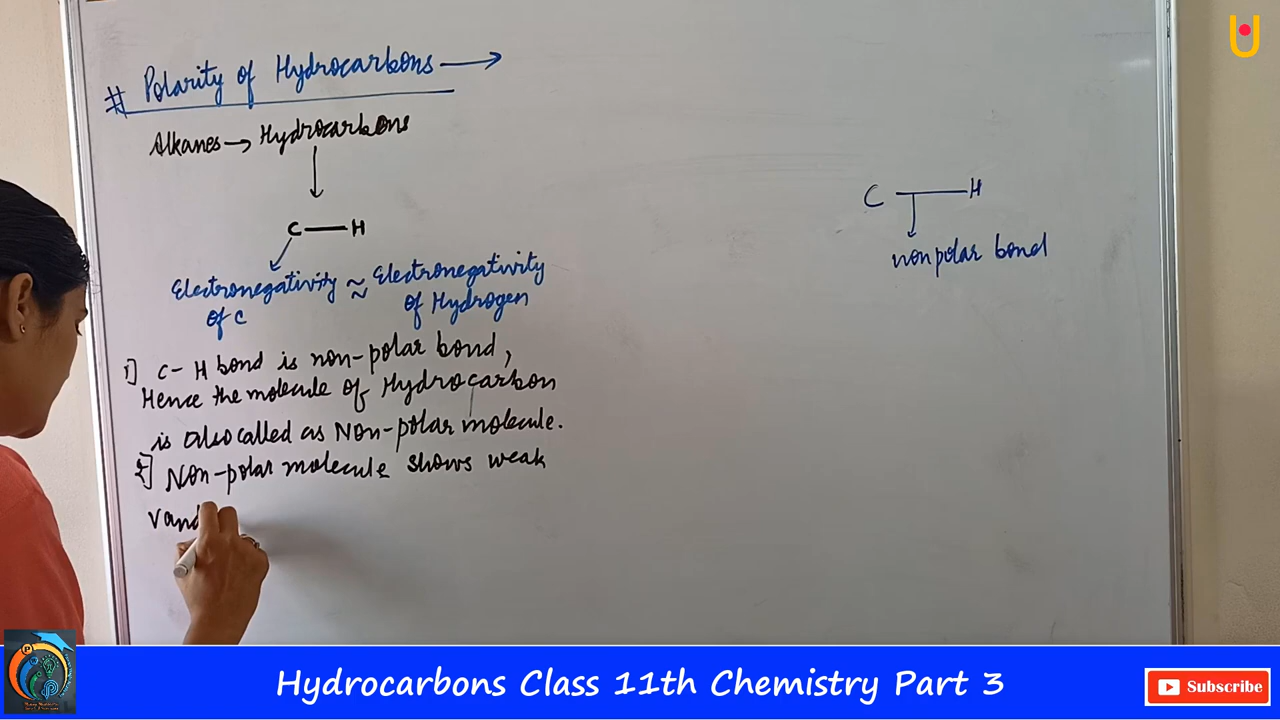 # Polarity of Hydrocarbons →
Alkanes → Hydrocarbons
C — H
Electronegativity ≈ Electronegativity
of C of Hydrogen
1] C - H bond is non-polar bond,
Hence the molecule of Hydrocarbon
is also called as Non-polar molecule.
2] Non-polar molecule shows weak
Vand
C — H
nonpolar bond
Hydrocarbons Class 11th Chemistry Part 3
Subscribe